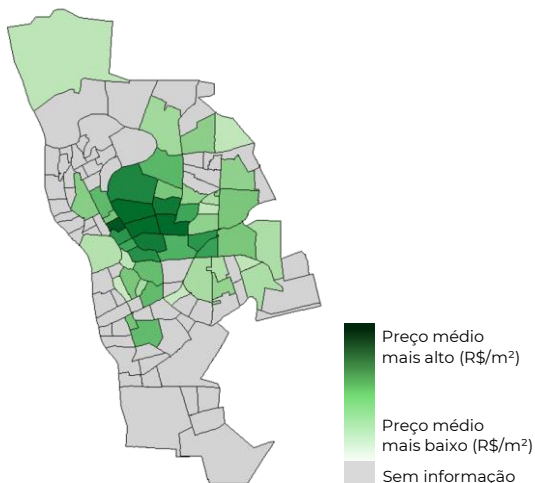 Preço médio
mais alto (R$/m²)
Preço médio
mais baixo (R$/m²)
Sem informação